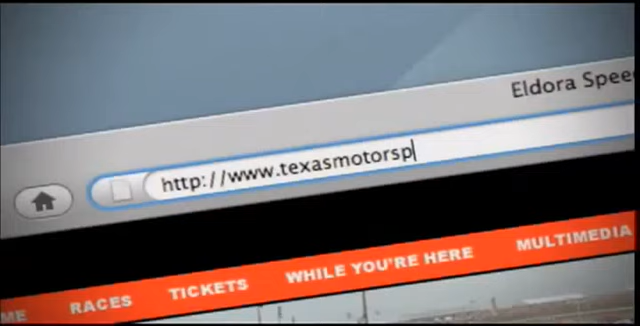 Eldora Spee
http://www.texasmotorsp
ME RACES TICKETS WHILE YOU'RE HERE MULTIMEDIA